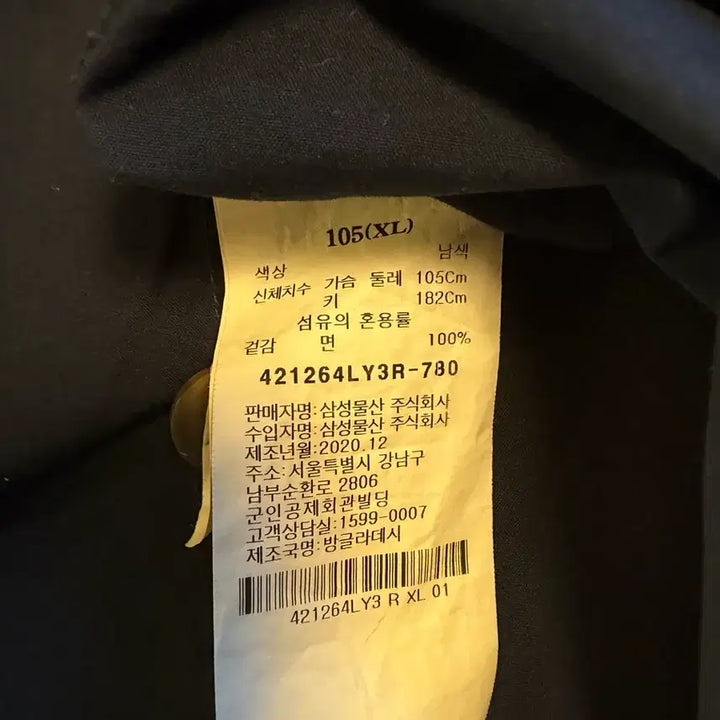 105(XL)
색상 남색
신체치수 가슴 둘레 105Cm
키 182Cm
섬유의 혼용률
겉감 면 100%
421264LY3R-780
판매자명:삼성물산 주식회사
수입자명:삼성물산 주식회사
제조년월:2020.12
주소:서울특별시 강남구
남부순환로 2806
군인공제회관빌딩
고객상담실:1599-0007
제조국명:방글라데시
421264LY3 R XL 01